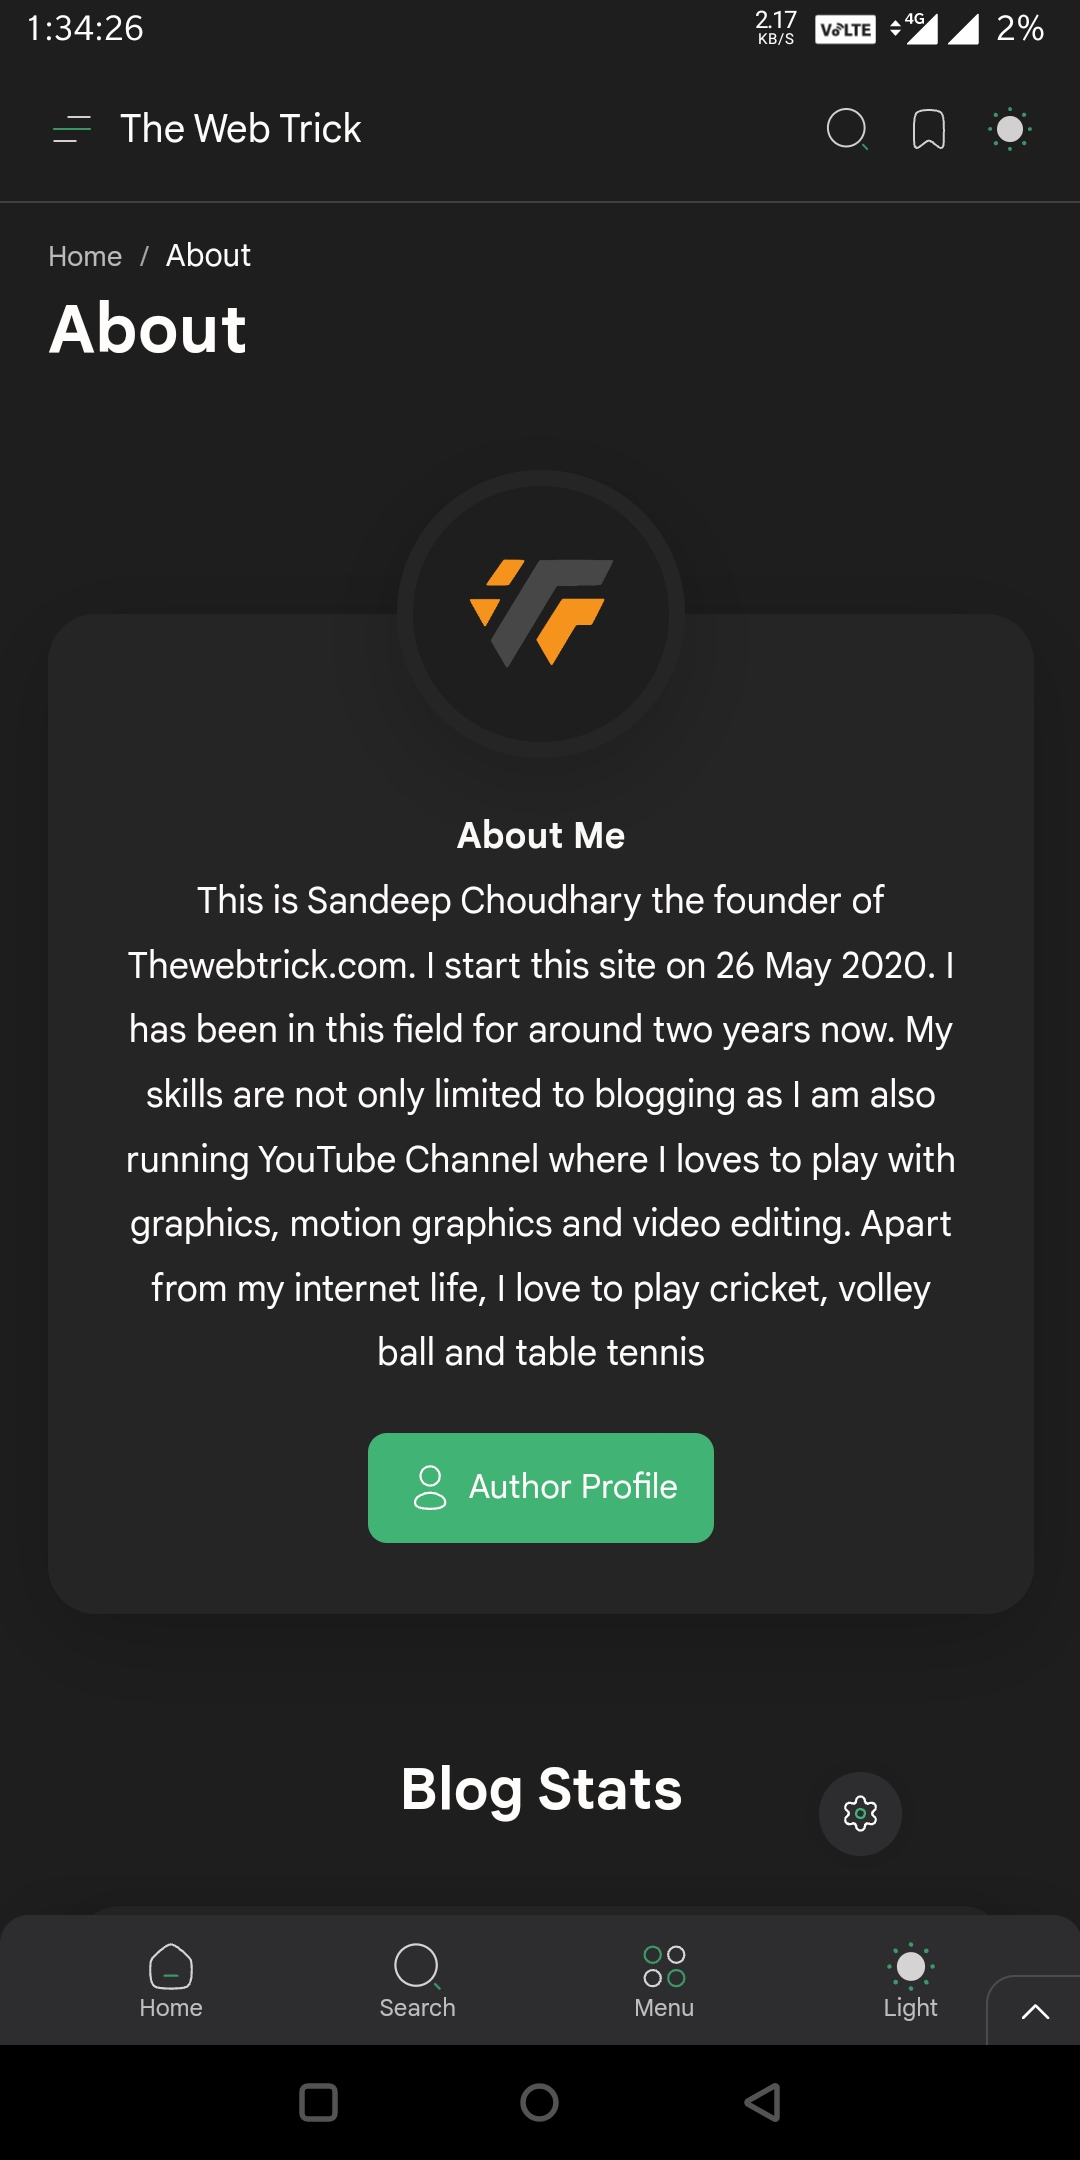 1:34:26
2.17
KB/S
VoLTE
4G
2%
The Web Trick
Home / About
About
About Me
This is Sandeep Choudhary the founder of
Thewebtrick.com. I start this site on 26 May 2020. I
has been in this field for around two years now. My
skills are not only limited to blogging as I am also
running YouTube Channel where I loves to play with
graphics, motion graphics and video editing. Apart
from my internet life, I love to play cricket, volley
ball and table tennis
Author Profile
Blog Stats
Home
Search
Menu
Light